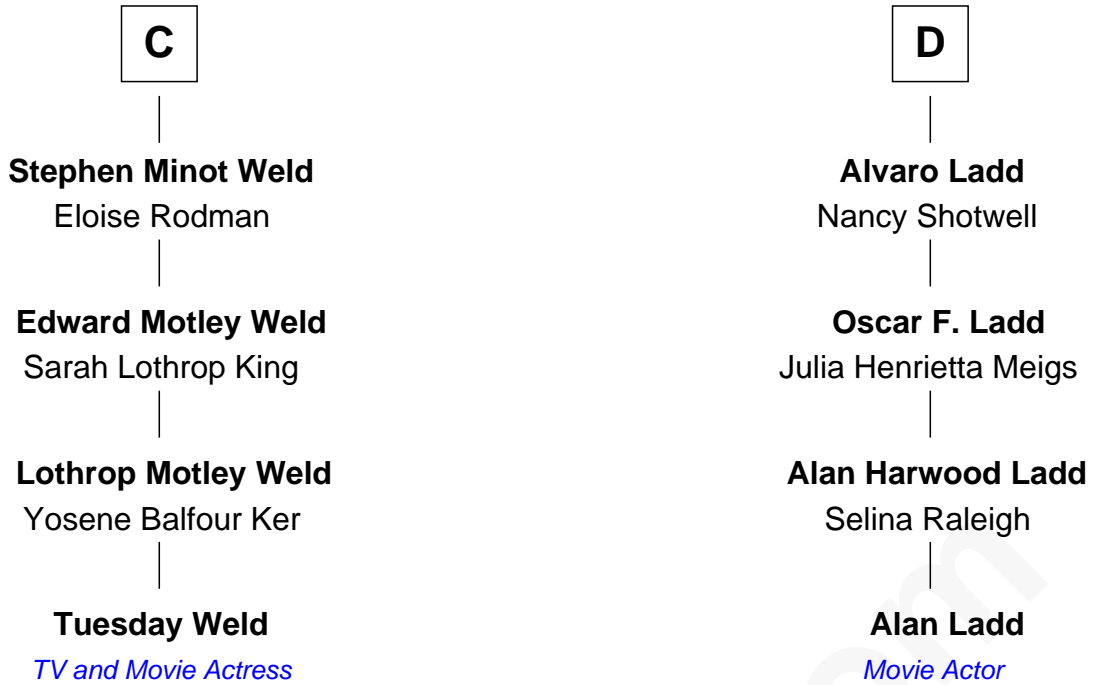 C
D
Stephen Minot Weld
Eloise Rodman
Alvaro Ladd
Nancy Shotwell
Edward Motley Weld
Sarah Lothrop King
Oscar F. Ladd
Julia Henrietta Meigs
Lothrop Motley Weld
Yosene Balfour Ker
Alan Harwood Ladd
Selina Raleigh
Tuesday Weld
TV and Movie Actress
Alan Ladd
Movie Actor